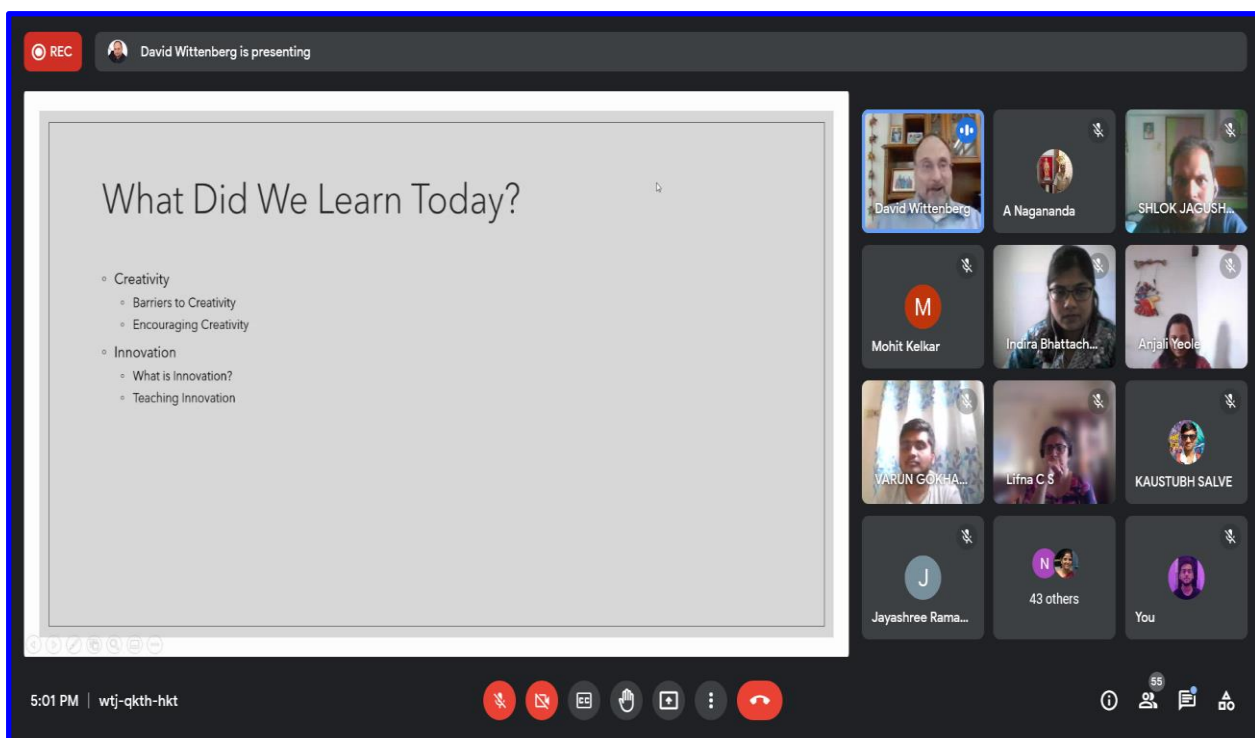 REC
David Wittenberg is presenting
What Did We Learn Today?
Creativity
Barriers to Creativity
Encouraging Creativity
Innovation
What is Innovation?
Teaching Innovation
David Wittenberg
A Nagananda
SHLOK JAGUSH...
M
Mohit Kelkar
Indira Bhattach...
Anjali Yeole
VARUN GOKHA...
Lifna C S
KAUSTUBH SALVE
J
Jayashree Rama...
N
43 others
You
5:01 PM | wtj-qkth-hkt
CC
55